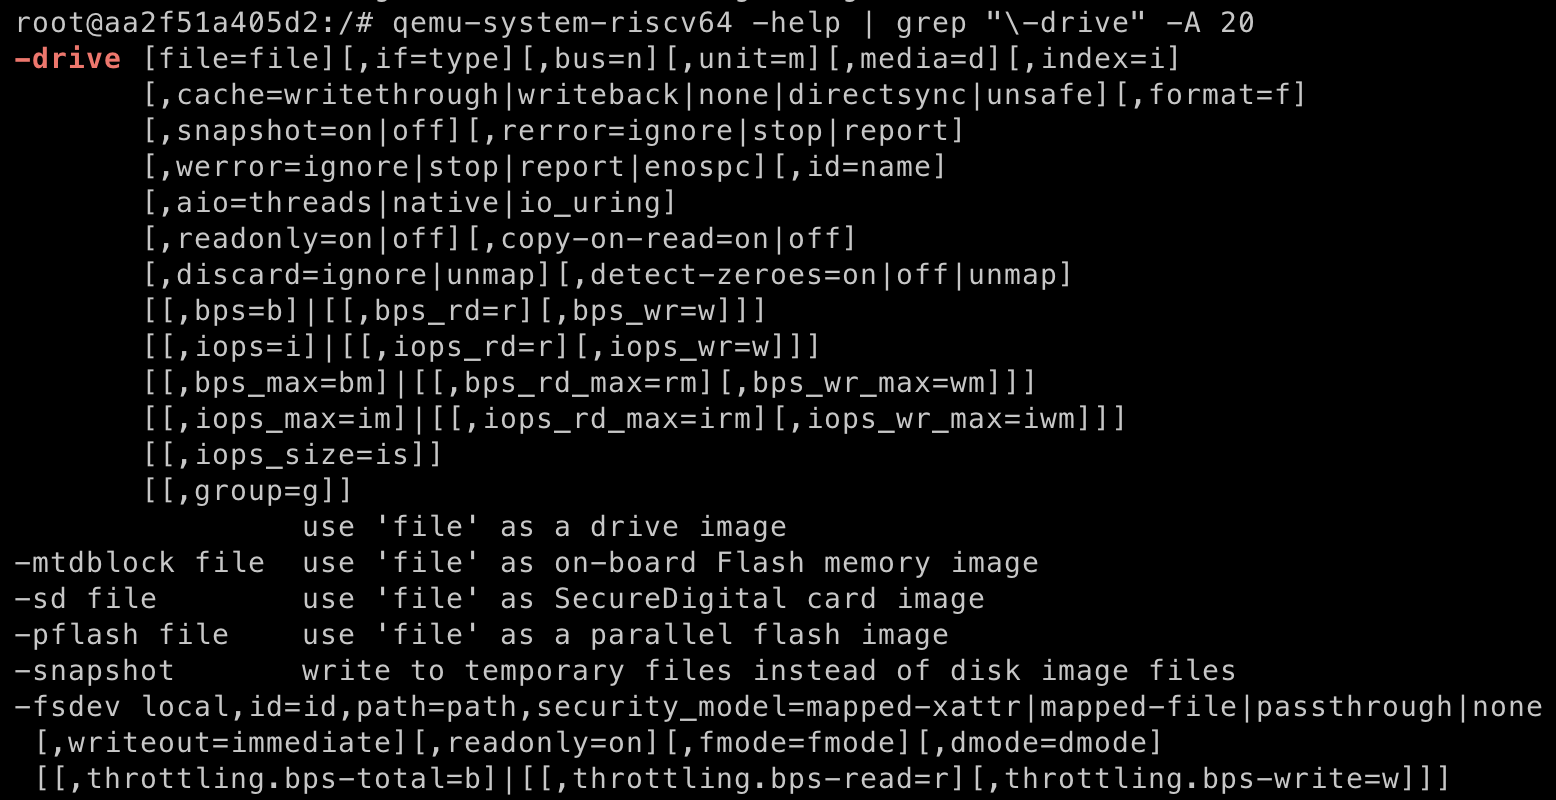 root@aa2f51a405d2:/# qemu-system-riscv64 -help | grep "\-drive" -A 20
-drive [file=file][,if=type][,bus=n][,unit=m][,media=d][,index=i]
       [,cache=writethrough|writeback|none|directsync|unsafe][,format=f]
       [,snapshot=on|off][,rerror=ignore|stop|report]
       [,werror=ignore|stop|report|enospc][,id=name]
       [,aio=threads|native|io_uring]
       [,readonly=on|off][,copy-on-read=on|off]
       [,discard=ignore|unmap][,detect-zeroes=on|off|unmap]
       [[,bps=b]|[[,bps_rd=r][,bps_wr=w]]]
       [[,iops=i]|[[,iops_rd=r][,iops_wr=w]]]
       [[,bps_max=bm]|[[,bps_rd_max=rm][,bps_wr_max=wm]]]
       [[,iops_max=im]|[[,iops_rd_max=irm][,iops_wr_max=iwm]]]
       [[,iops_size=is]]
       [[,group=g]]
                use 'file' as a drive image
-mtdblock file  use 'file' as on-board Flash memory image
-sd file        use 'file' as SecureDigital card image
-pflash file    use 'file' as a parallel flash image
-snapshot       write to temporary files instead of disk image files
-fsdev local,id=id,path=path,security_model=mapped-xattr|mapped-file|passthrough|none
 [,writeout=immediate][,readonly=on][,fmode=fmode][,dmode=dmode]
 [[,throttling.bps-total=b]|[[,throttling.bps-read=r][,throttling.bps-write=w]]]